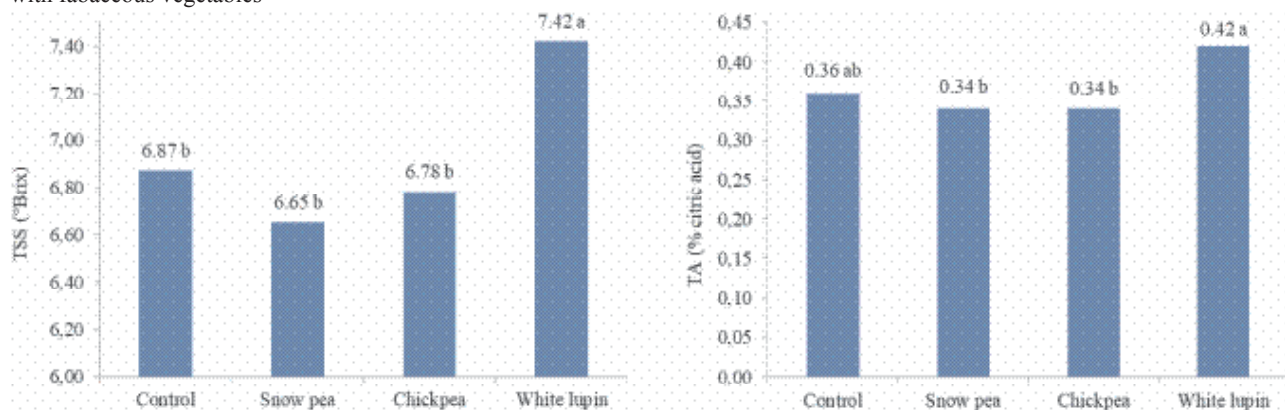 with fabaceous vegetables
TSS (°Brix)
7,40
7,20
7,00
6,80
6,60
6,40
6,20
6,00
6.87 b
6.65 b
6.78 b
7.42 a
Control Snow pea Chickpea White lupin
TA (% citric acid)
0,45
0,40
0,35
0,30
0,25
0,20
0,15
0,10
0,05
0,00
0.36 ab
0.34 b
0.34 b
0.42 a
Control Snow pea Chickpea White lupin